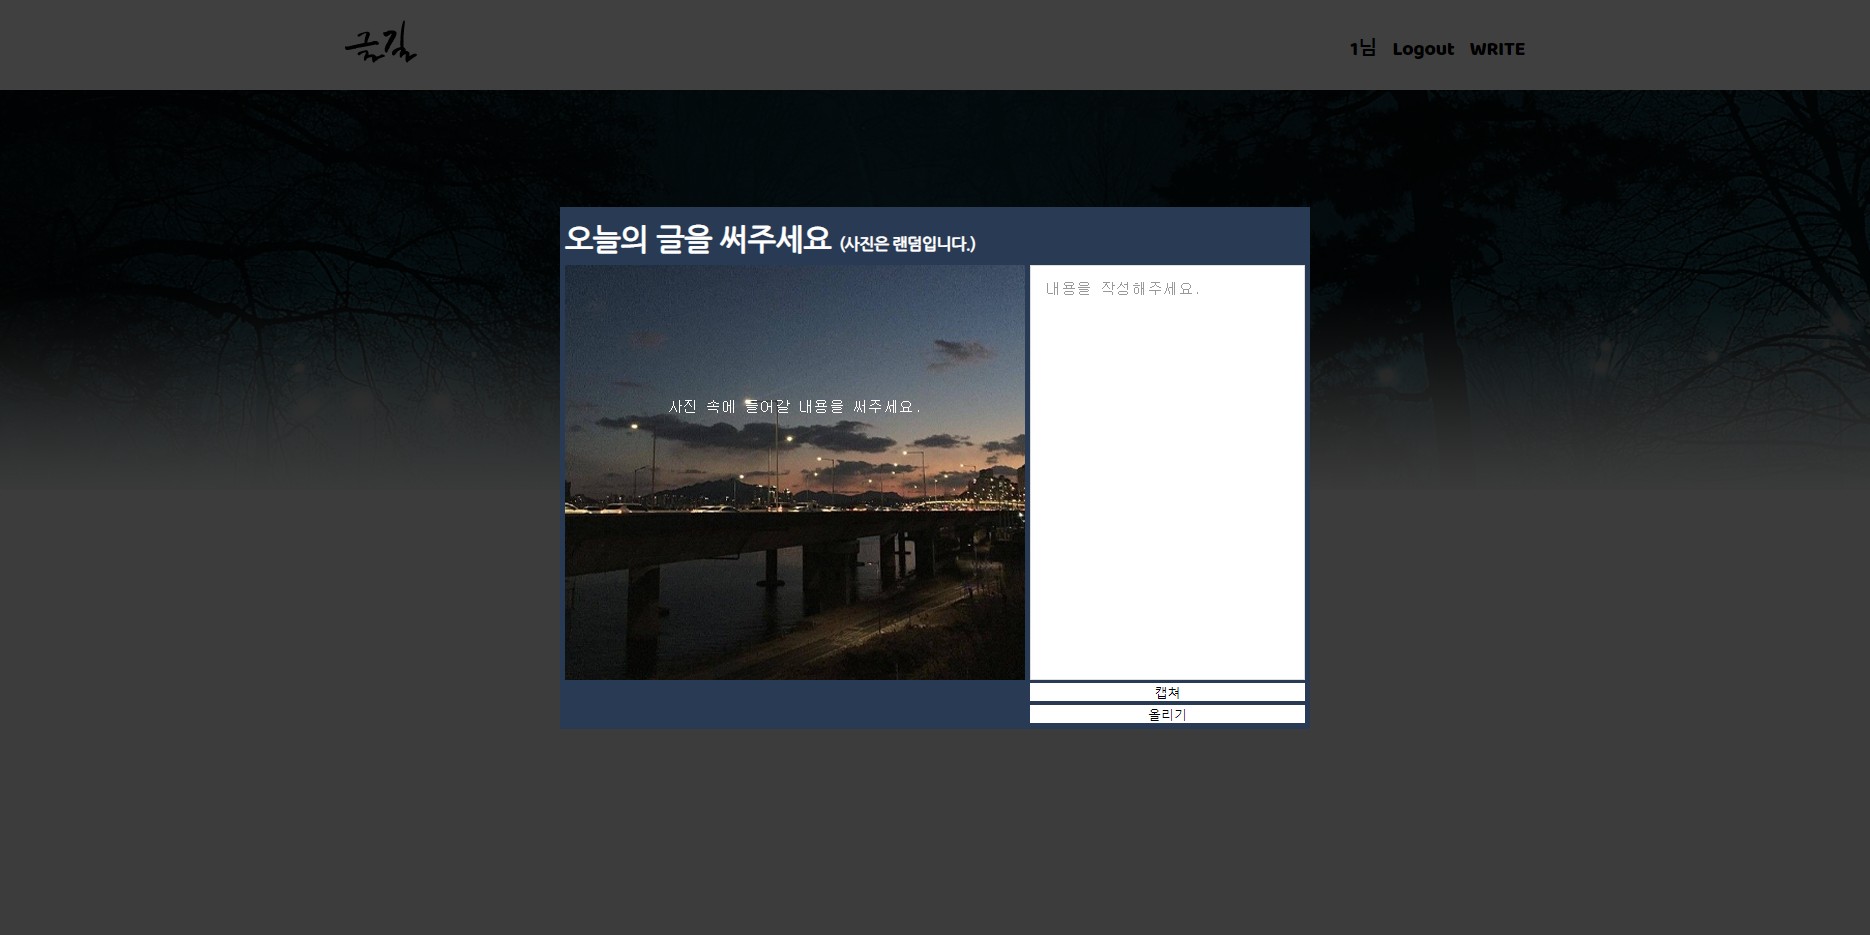 글길
1님 Logout WRITE
오늘의 글을 써주세요 (사진은 랜덤입니다.)
사진 속에 들어갈 내용을 써주세요.
내용을 작성해주세요.
캡쳐
올리기